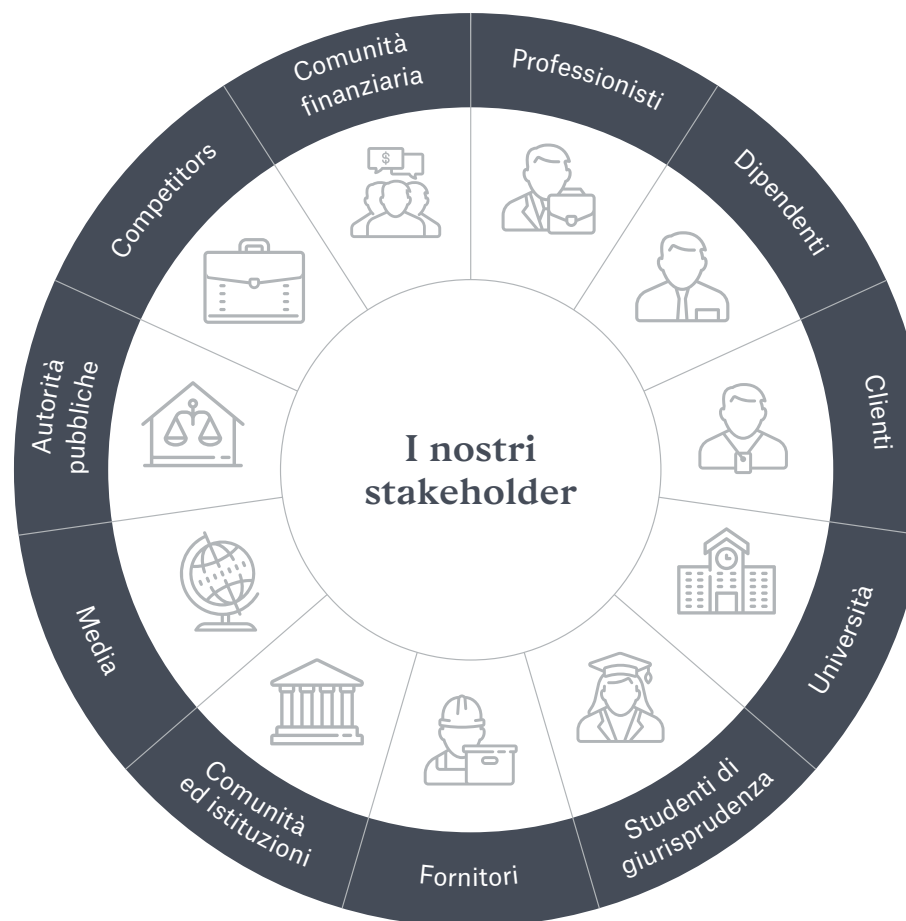 I nostri
stakeholder
Professionisti
Dipendenti
Clienti
Università
Studenti di
giurisprudenza
Fornitori
Comunità
ed istituzioni
Media
Autorità
pubbliche
Competitors
Comunità
finanziaria
$